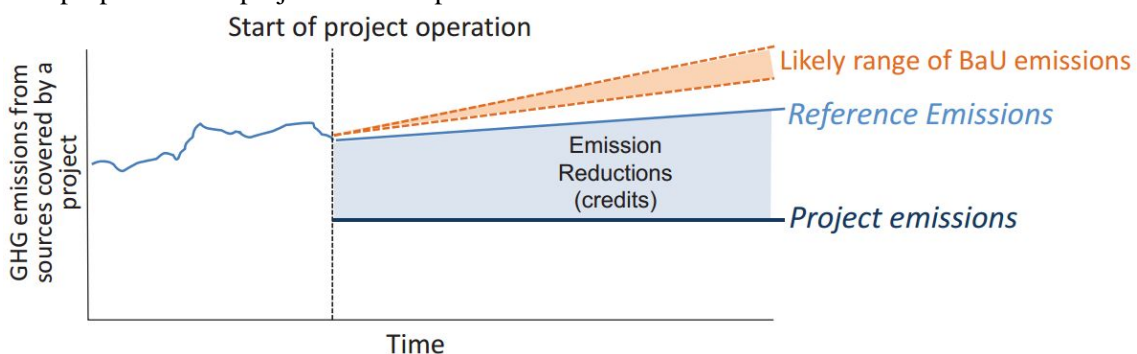 Start of project operation
GHG emissions from
sources covered by a
project
Likely range of BaU emissions
Reference Emissions
Emission
Reductions
(credits)
Project emissions
Time